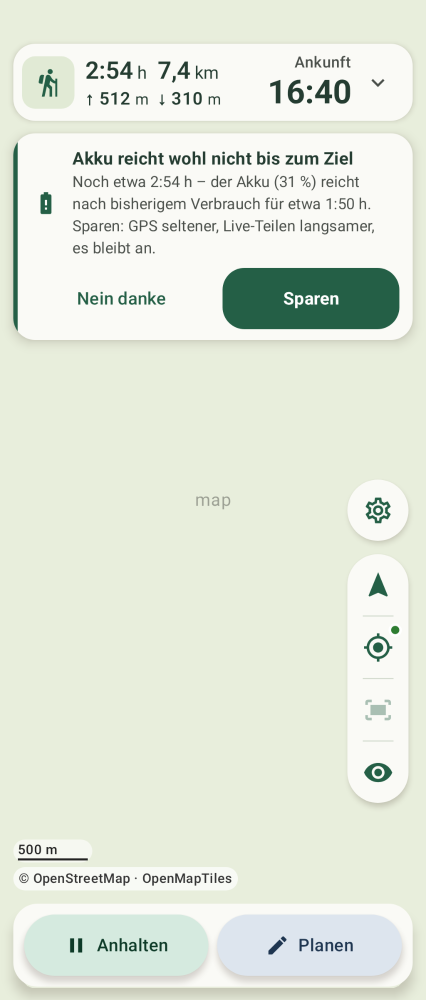 2:54 h 7,4 km
↑ 512 m ↓ 310 m
Ankunft
16:40
Akku reicht wohl nicht bis zum Ziel
Noch etwa 2:54 h – der Akku (31 %) reicht
nach bisherigem Verbrauch für etwa 1:50 h.
Sparen: GPS seltener, Live-Teilen langsamer,
es bleibt an.
Nein danke
Sparen
map
500 m
© OpenStreetMap · OpenMapTiles
Anhalten
Planen